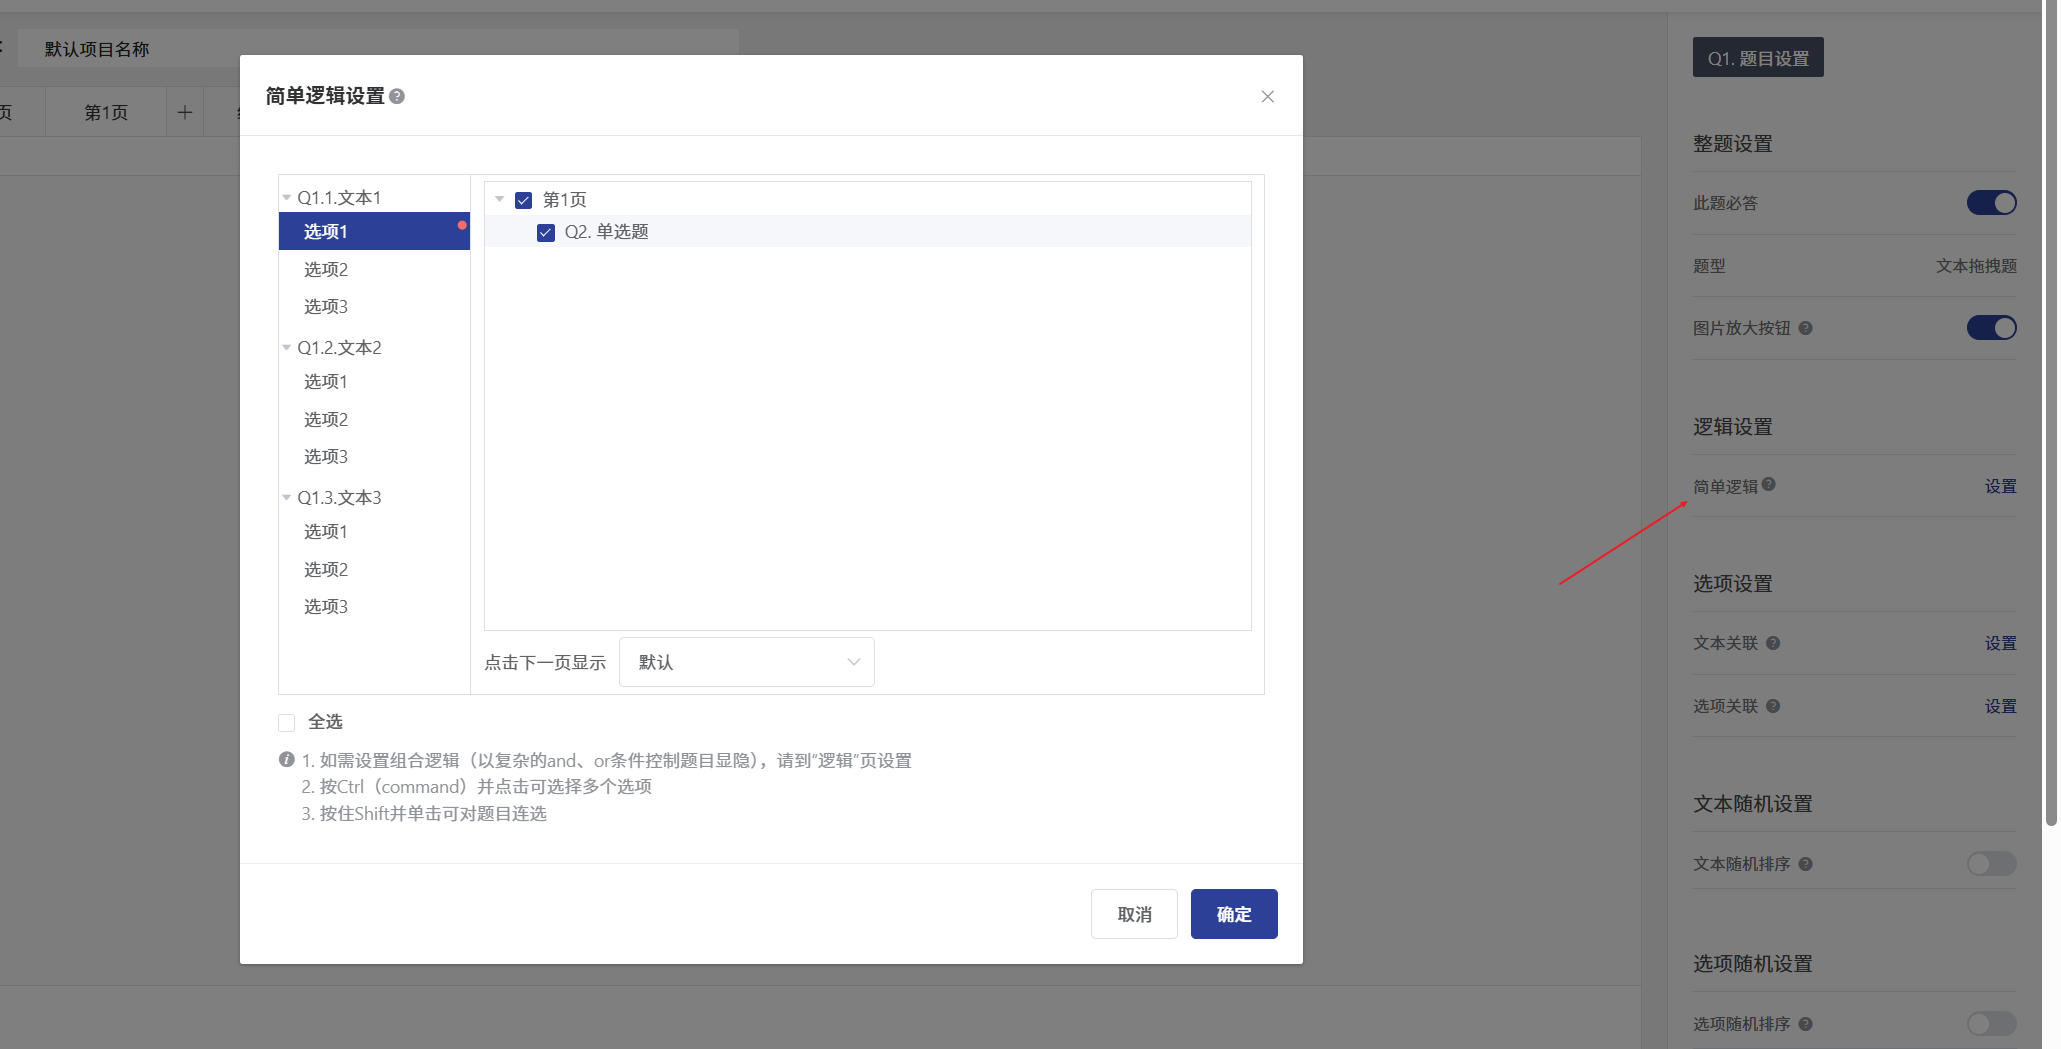 默认项目名称
页
第1页
简单逻辑设置
Q1.1.文本1
选项1
选项2
选项3
Q1.2.文本2
选项1
选项2
选项3
Q1.3.文本3
选项1
选项2
选项3
第1页
Q2. 单选题
点击下一页显示
默认
全选
1. 如需设置组合逻辑（以复杂的and、or条件控制题目显隐），请到“逻辑”页设置
2. 按Ctrl（command）并点击可选择多个选项
3. 按住Shift并单击可对题目连选
取消
确定
Q1. 题目设置
整题设置
此题必答
题型 文本拖拽题
图片放大按钮
逻辑设置
简单逻辑 设置
选项设置
文本关联 设置
选项关联 设置
文本随机设置
文本随机排序
选项随机设置
选项随机排序